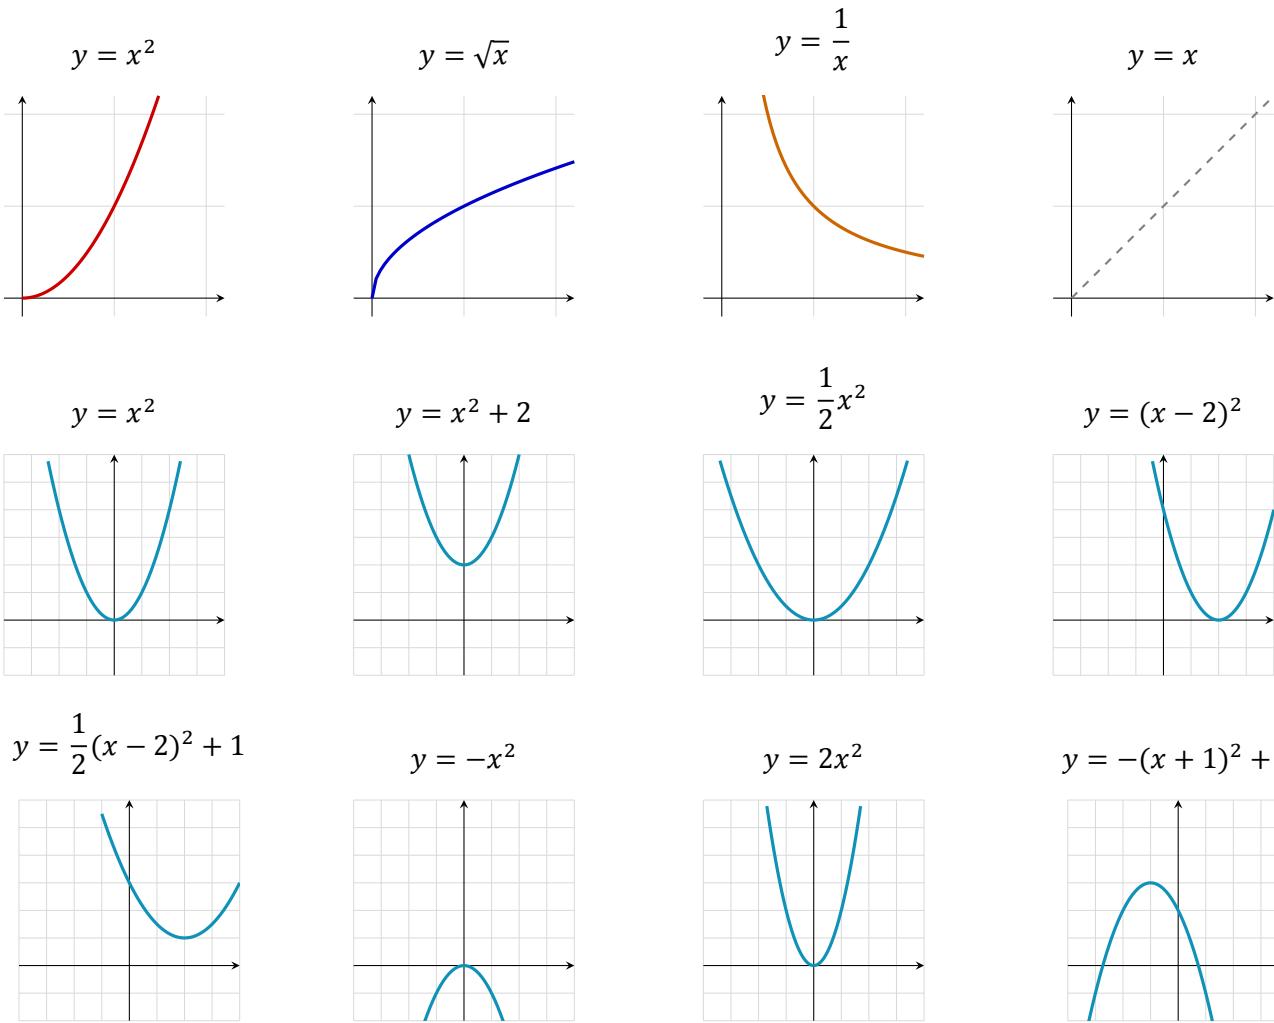 y = x²
y = √x
y = 1/x
y = x
y = x²
y = x² + 2
y = 1/2 x²
y = (x − 2)²
y = 1/2 (x − 2)² + 1
y = −x²
y = 2x²
y = −(x + 1)² +